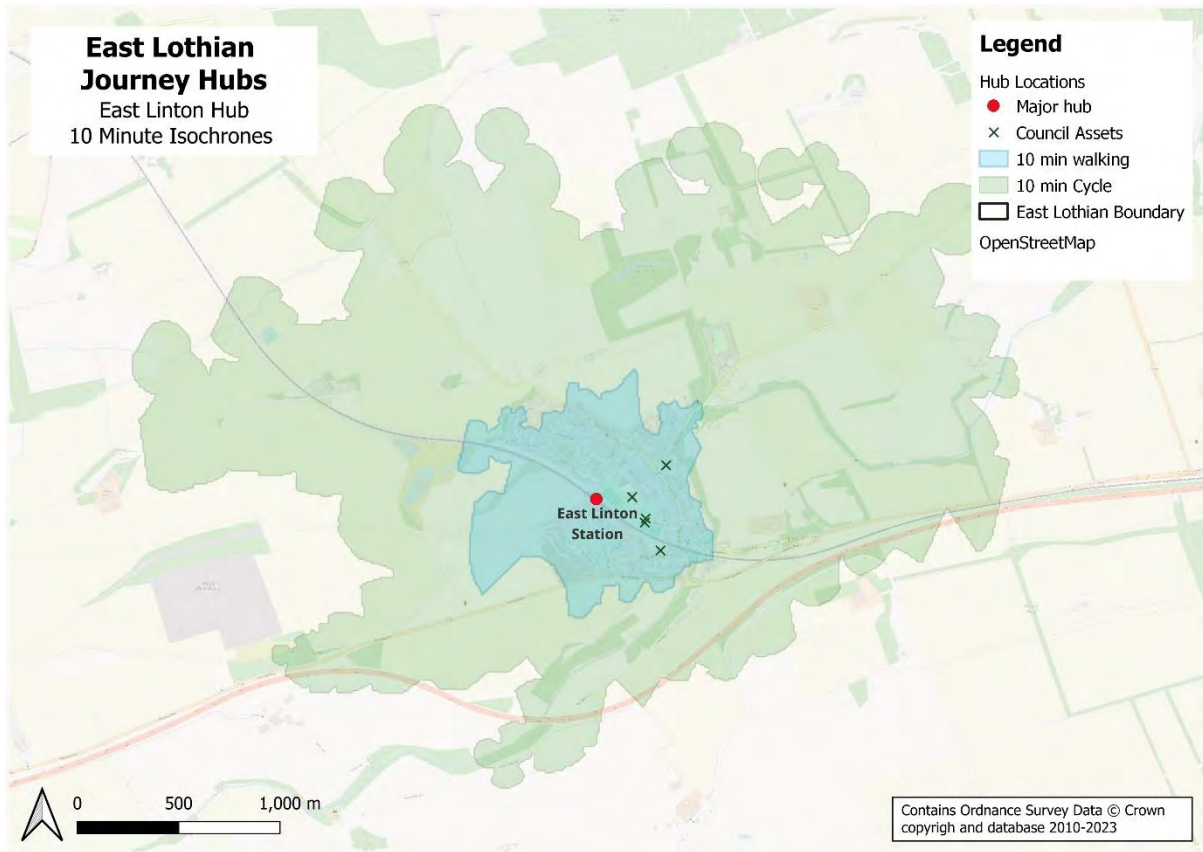 East Lothian
Journey Hubs
East Linton Hub
10 Minute Isochrones
Legend
Hub Locations
Major hub
Council Assets
10 min walking
10 min Cycle
East Lothian Boundary
OpenStreetMap
East Linton
Station
0 500 1,000 m
Contains Ordnance Survey Data © Crown
copyrigh and database 2010-2023